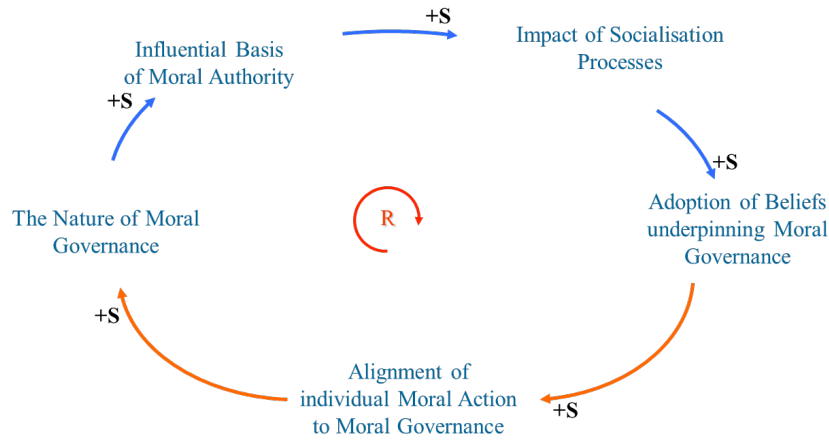 +S
Influential Basis
of Moral Authority
Impact of Socialisation
Processes
+S
+S
Adoption of Beliefs
underpinning Moral
Governance
The Nature of Moral
Governance
R
+S
Alignment of
individual Moral Action
to Moral Governance
+S